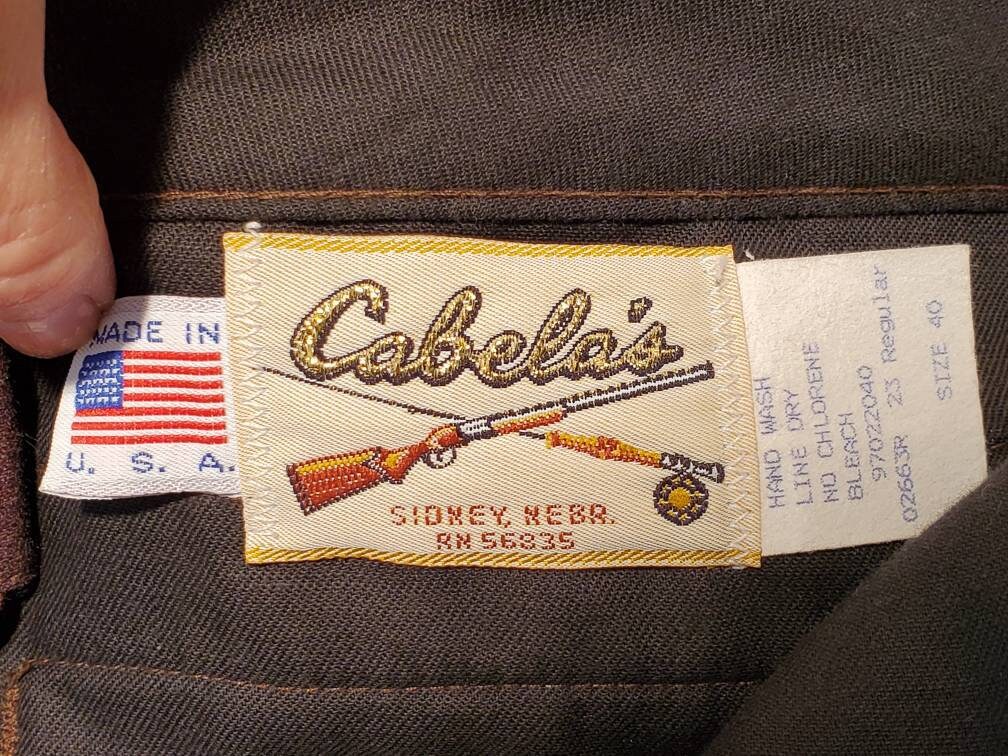 MADE IN
U. S. A.
Cabela's
SIDNEY, NEBR.
RN 56835
HAND WASH
LINE DRY
NO CHLORENE
BLEACH
97022040
02663R 23 Regular
SIZE 40